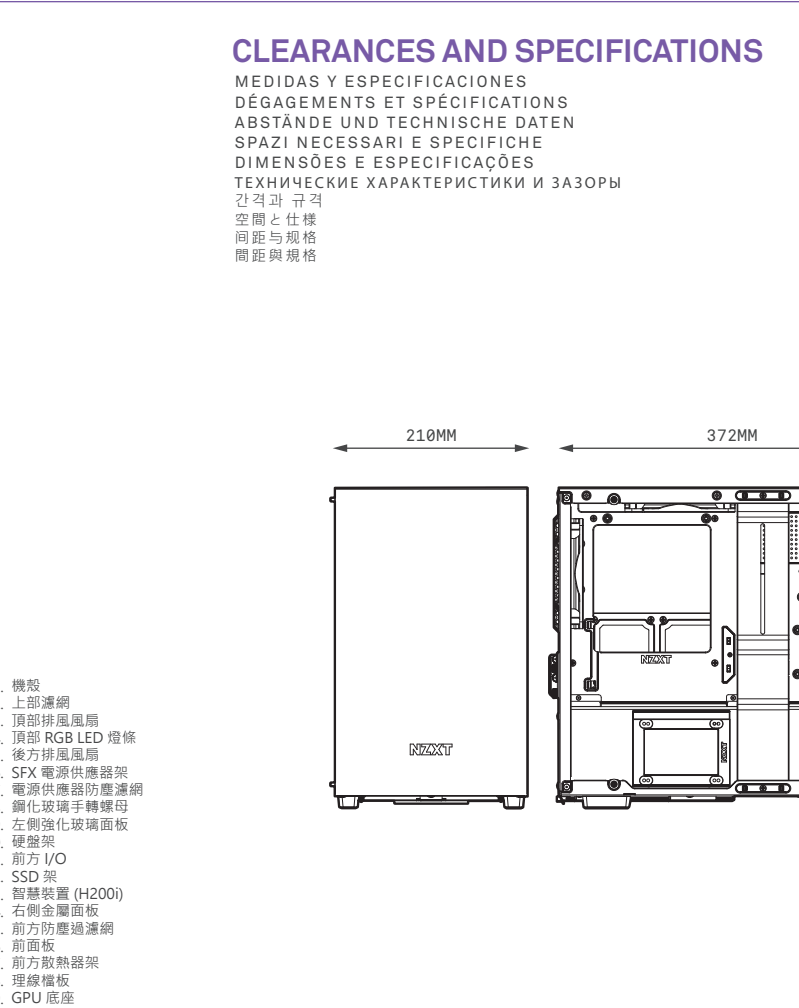 CLEARANCES AND SPECIFICATIONS
MEDIDAS Y ESPECIFICACIONES
DÉGAGEMENTS ET SPÉCIFICATIONS
ABSTÄNDE UND TECHNISCHE DATEN
SPAZI NECESSARI E SPECIFICHE
DIMENSÕES E ESPECIFICAÇÕES
ТЕХНИЧЕСКИЕ ХАРАКТЕРИСТИКИ И ЗАЗОРЫ
간격과 규격
空間と仕様
间距与规格
間距與規格
210MM
372MM
NZXT
NZXT
NZXT
. 機殼
. 上部濾網
. 頂部排風風扇
. 頂部 RGB LED 燈條
. 後方排風風扇
. SFX 電源供應器架
. 電源供應器防塵濾網
. 鋼化玻璃手轉螺母
. 左側強化玻璃面板
. 硬盤架
. 前方 I/O
. SSD 架
. 智慧裝置 (H200i)
. 右側金屬面板
. 前方防塵過濾網
. 前面板
. 前方散熱器架
. 理線檔板
. GPU 底座